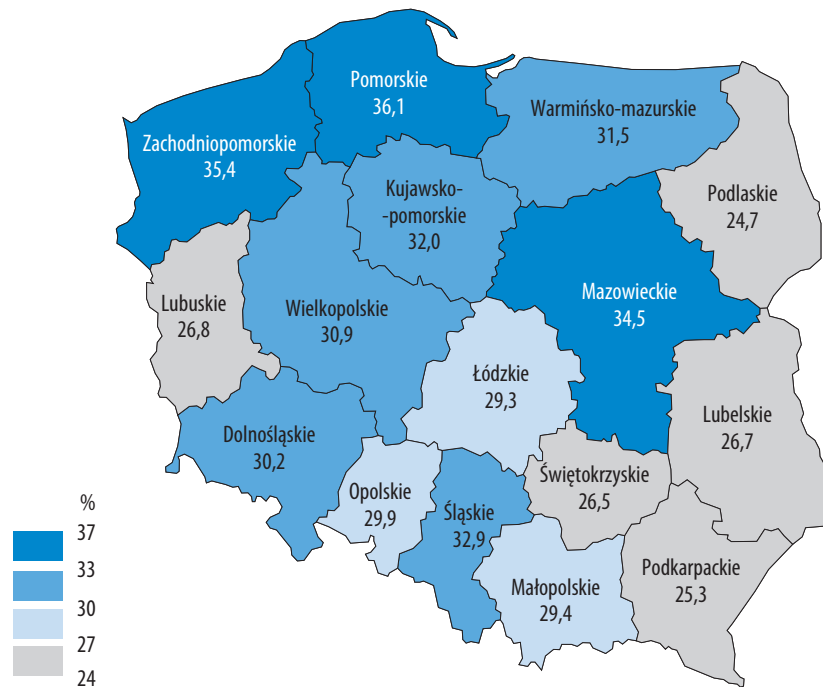 Pomorskie
36,1
Warmińsko-mazurskie
31,5
Zachodniopomorskie
35,4
Kujawsko-
-pomorskie
32,0
Podlaskie
24,7
Mazowieckie
34,5
Lubuskie
26,8
Wielkopolskie
30,9
Łódzkie
29,3
Lubelskie
26,7
Dolnośląskie
30,2
Świętokrzyskie
26,5
Opolskie
29,9
Śląskie
32,9
Podkarpackie
25,3
Małopolskie
29,4
%
37
33
30
27
24